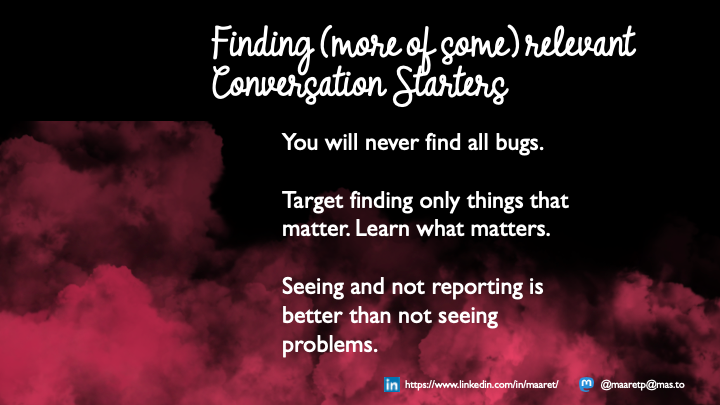 Finding (more of some) relevant
Conversation Starters
You will never find all bugs.
Target finding only things that
matter. Learn what matters.
Seeing and not reporting is
better than not seeing
problems.
https://www.linkedin.com/in/maaret/ @maaretp@mas.to